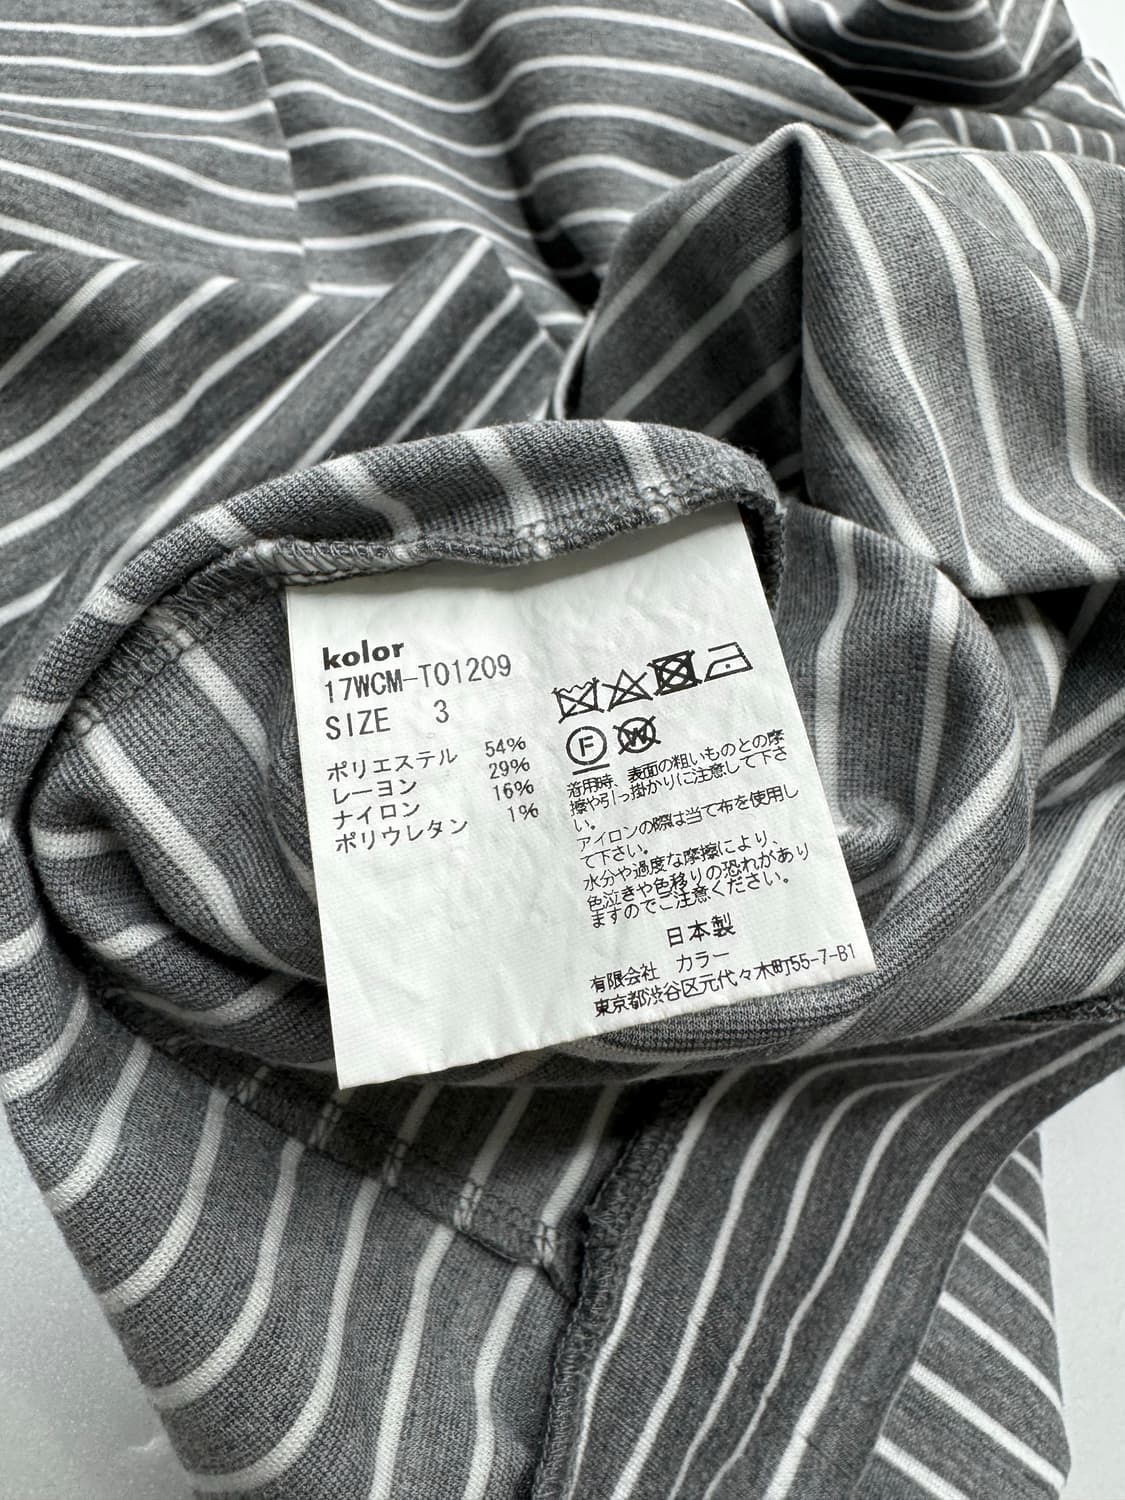 kolor
17WCM-T01209
SIZE 3
ポリエステル 54%
レーヨン 29%
ナイロン 16%
ポリウレタン 1%
F
W
着用時、表面の粗いものとの摩
擦や引っ掛かりに注意して下さ
い。
アイロンの際は当て布を使用し
て下さい。
水分や過度な摩擦により、
色泣きや色移りの恐れがあり
ますのでご注意ください。
日本製
有限会社 カラー
東京都渋谷区元代々木町55-7-B1